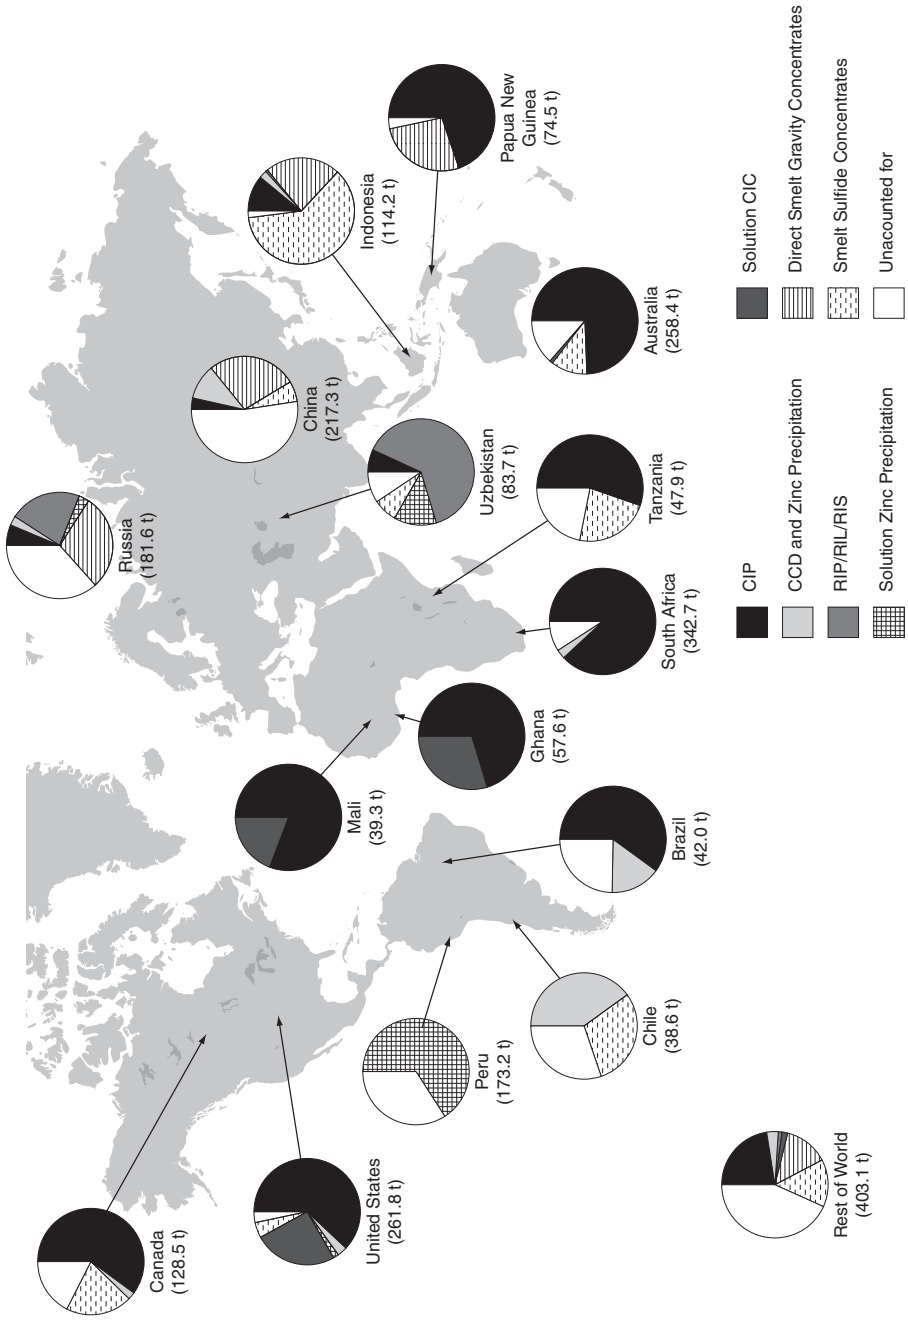 Canada
(128.5 t)
United States
(261.8 t)
Peru
(173.2 t)
Chile
(38.6 t)
Brazil
(42.0 t)
Mali
(39.3 t)
Ghana
(57.6 t)
South Africa
(342.7 t)
Tanzania
(47.9 t)
Russia
(181.6 t)
Uzbekistan
(83.7 t)
China
(217.3 t)
Indonesia
(114.2 t)
Papua New
Guinea
(74.5 t)
Australia
(258.4 t)
Rest of World
(403.1 t)
CIP
CCD and Zinc Precipitation
RIP/RIL/RIS
Solution Zinc Precipitation
Solution CIC
Direct Smelt Gravity Concentrates
Smelt Sulfide Concentrates
Unacounted for